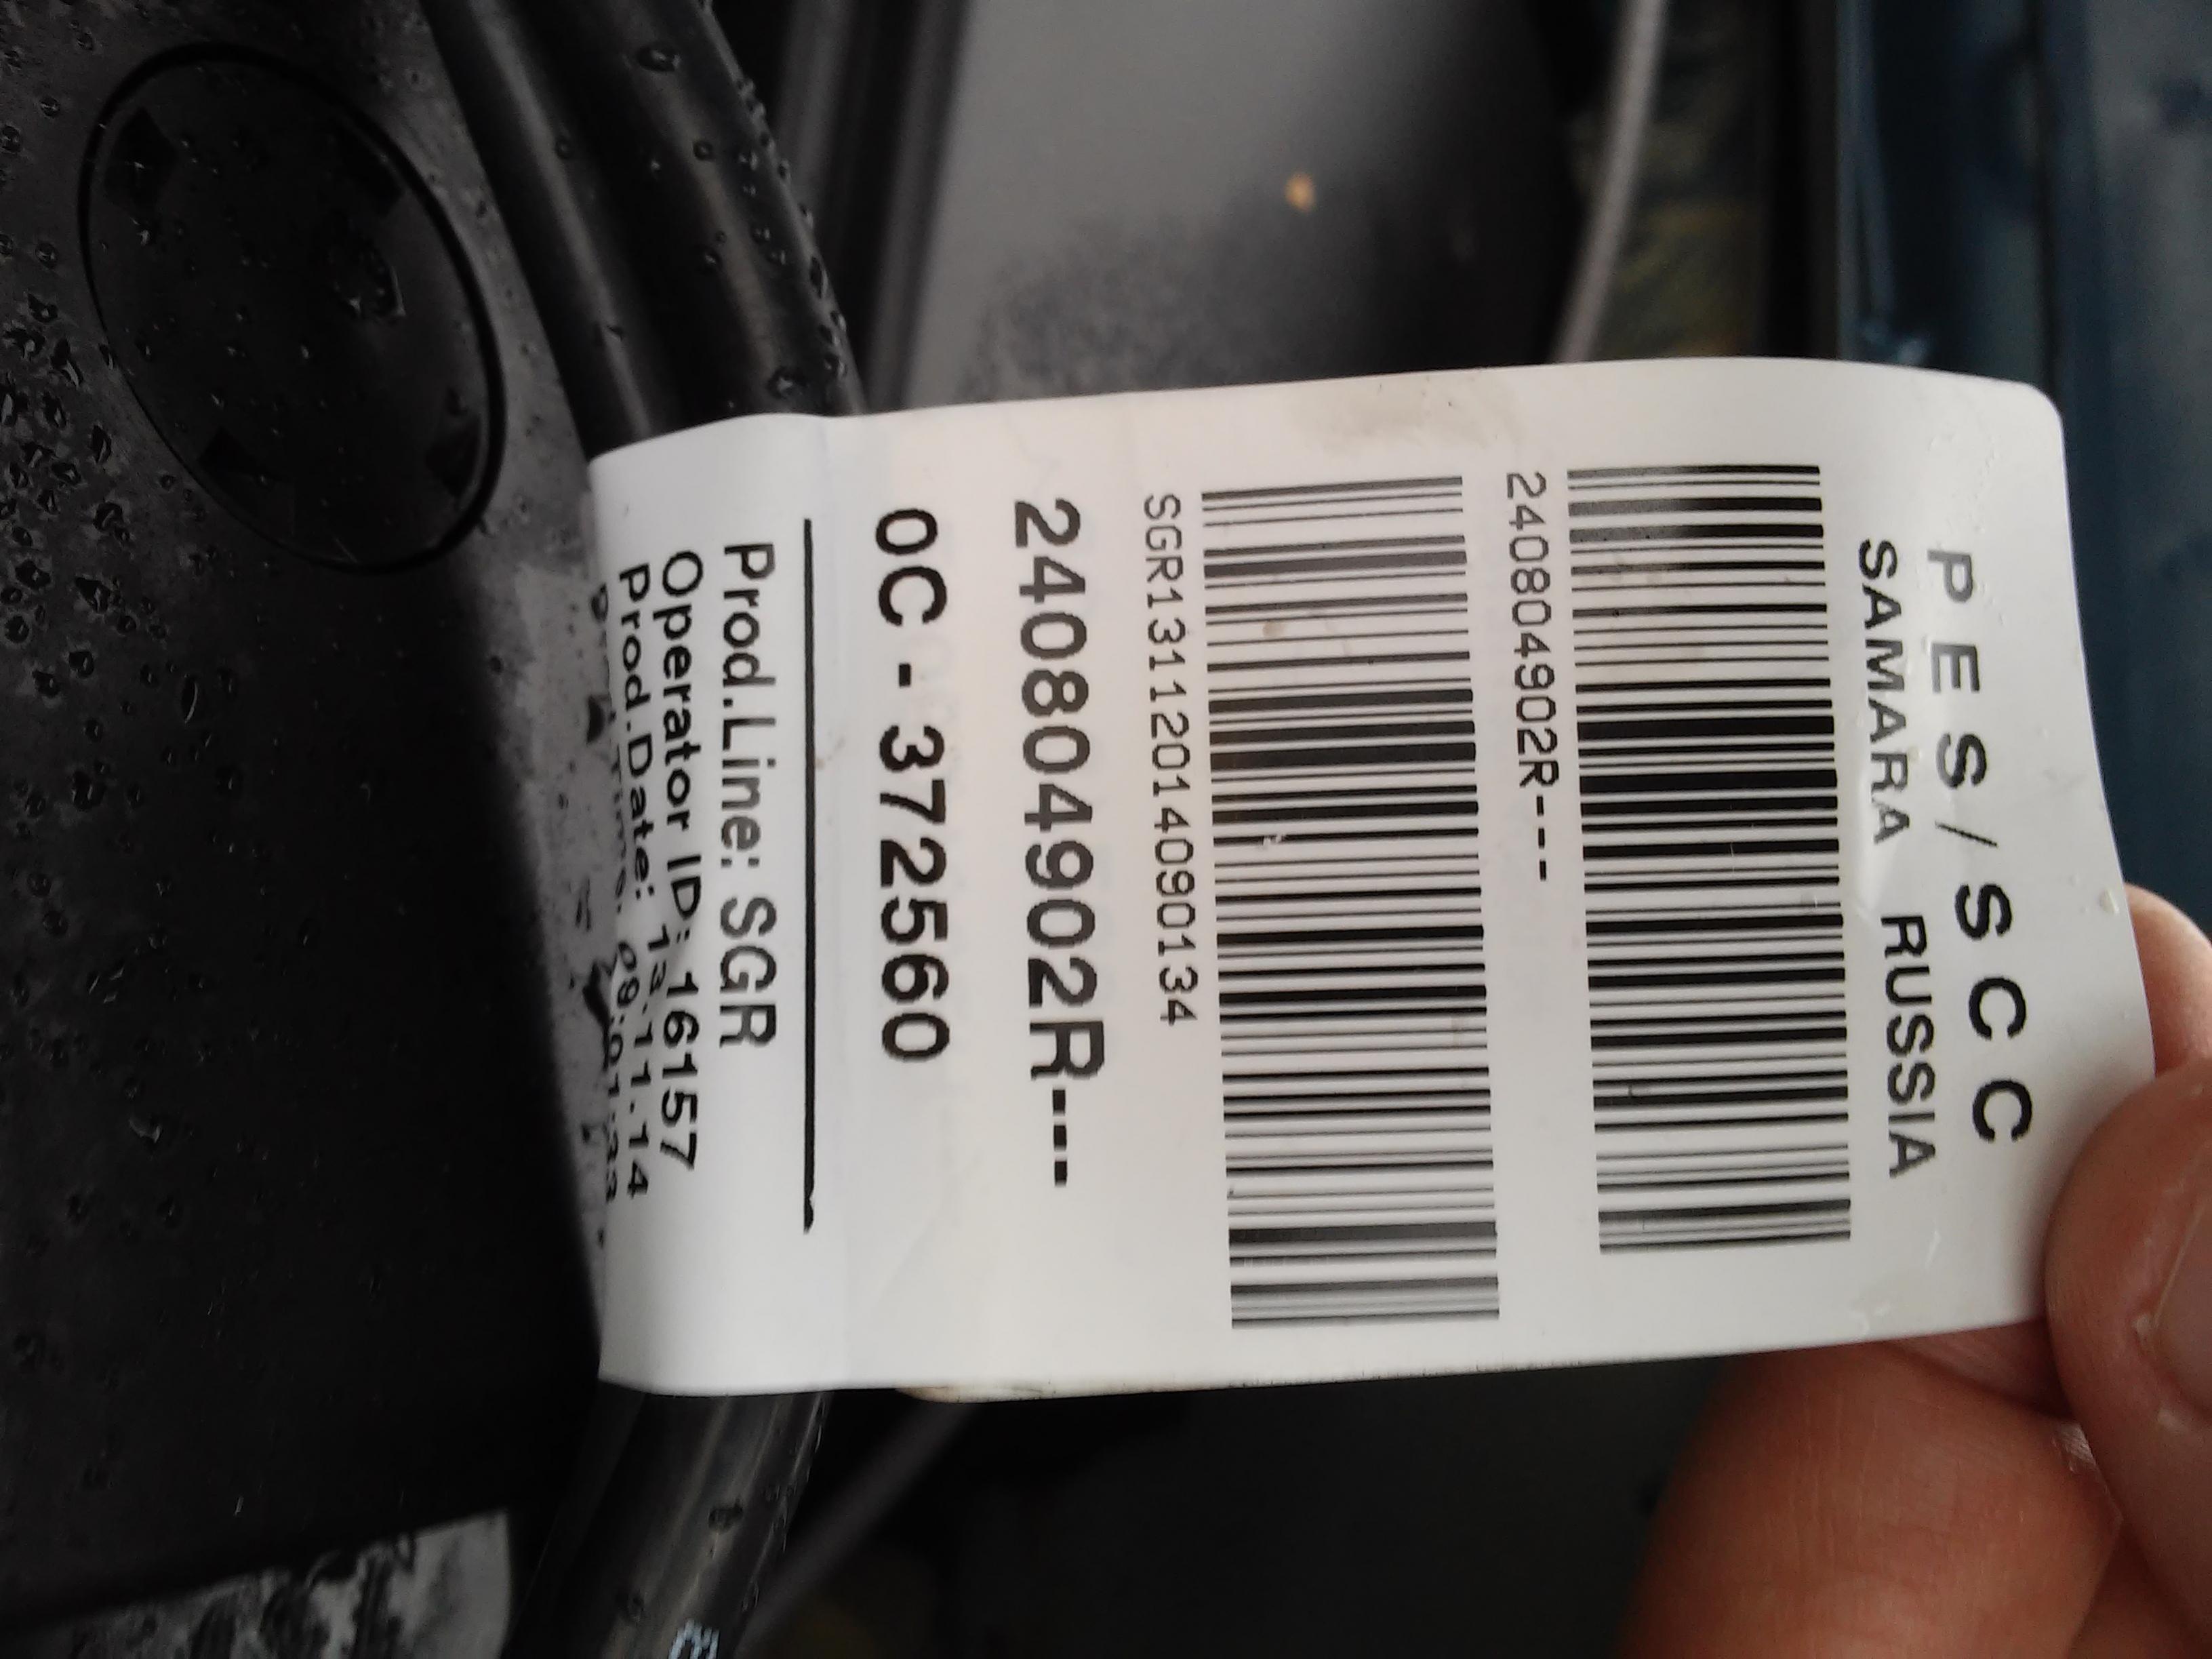 PES/SCC
SAMARA RUSSIA
240804902R---
SGR13112014090134
240804902R---
0C - 372560
Prod.Line: SGR
Operator ID: 16157
Prod.Date: 13.11.14